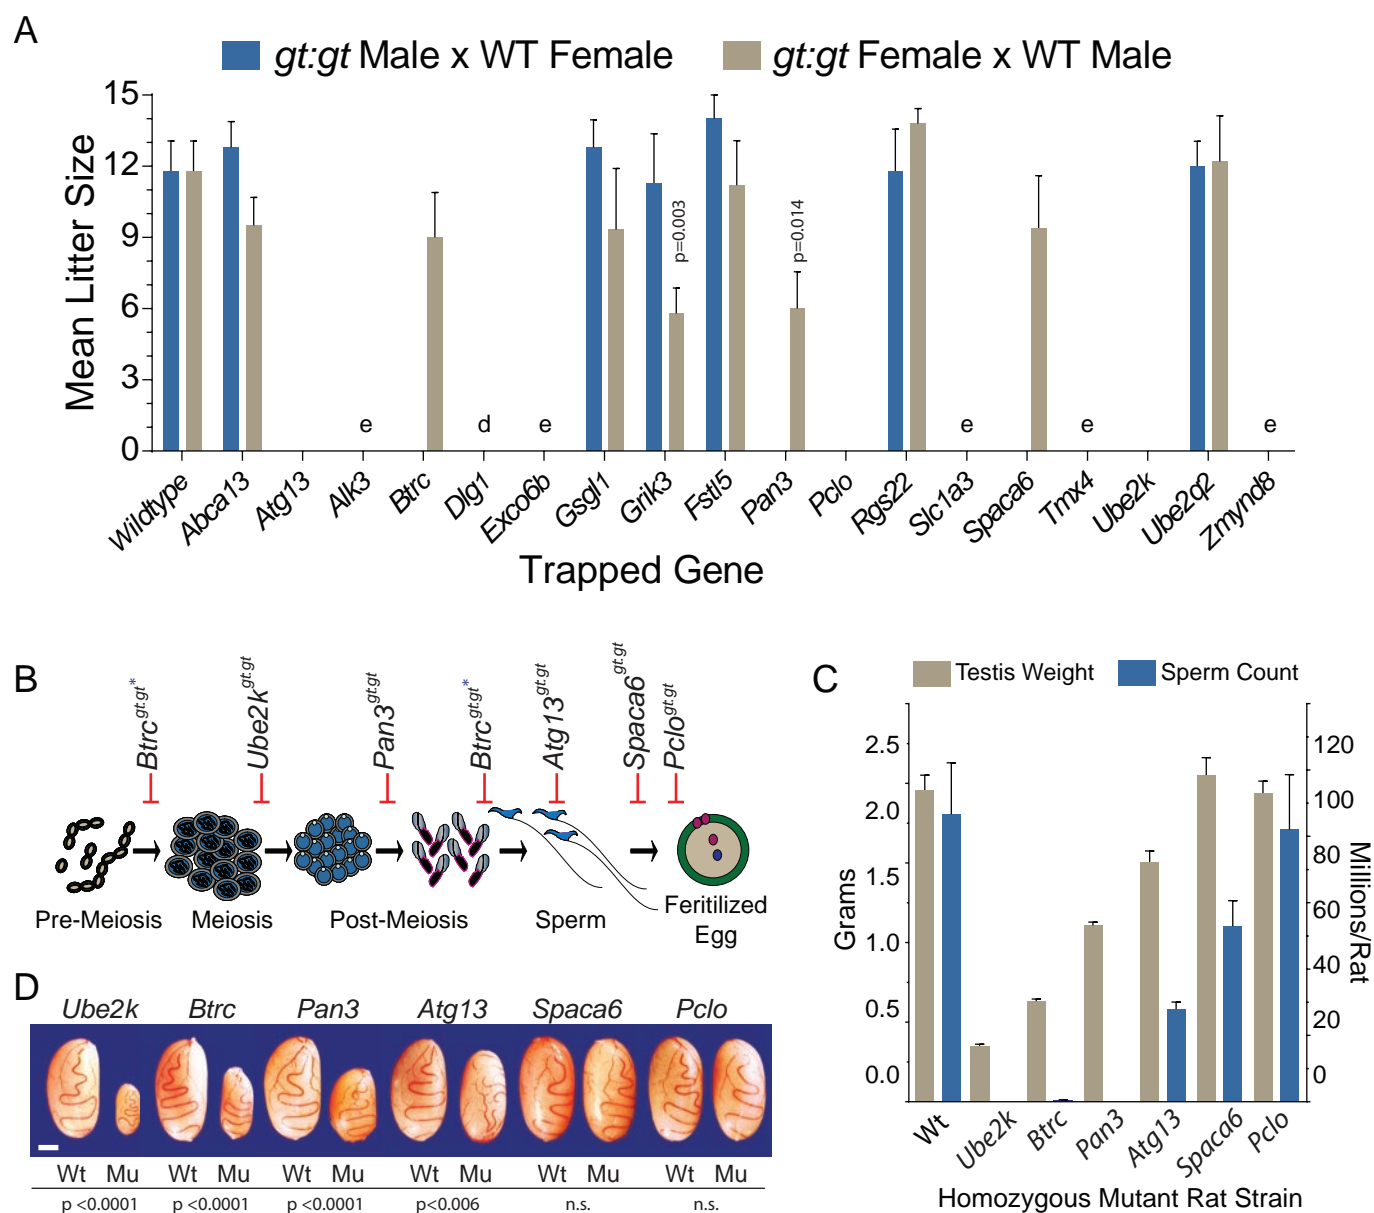 A
gt:gt Male x WT Female
gt:gt Female x WT Male
Mean Litter Size
15
12
9
6
3
0
p=0.003
p=0.014
e
d
e
e
e
e
Wildtype
Abca13
Atg13
Alk3
Btrc
Dlg1
Exco6b
Gsgl1
Grik3
Fstl5
Pan3
Pclo
Rgs22
Slc1a3
Spaca6
Tmx4
Ube2k
Ube2q2
Zmynd8
Trapped Gene
B
Btrc gt:gt*
Ube2k gt:gt
Pan3 gt:gt
Btrc gt:gt*
Atg13 gt:gt
Spaca6 gt:gt
Pclo gt:gt
Pre-Meiosis
Meiosis
Post-Meiosis
Sperm
Feritilized
Egg
C
Testis Weight
Sperm Count
Grams
2.5
2.0
1.5
1.0
0.5
0.0
120
100
80
60
40
20
0
Millions/Rat
Wt
Ube2k
Btrc
Pan3
Atg13
Spaca6
Pclo
Homozygous Mutant Rat Strain
D
Ube2k Btrc Pan3 Atg13 Spaca6 Pclo
Wt Mu Wt Mu Wt Mu Wt Mu Wt Mu Wt Mu
p <0.0001 p <0.0001 p <0.0001 p <0.006 n.s. n.s.